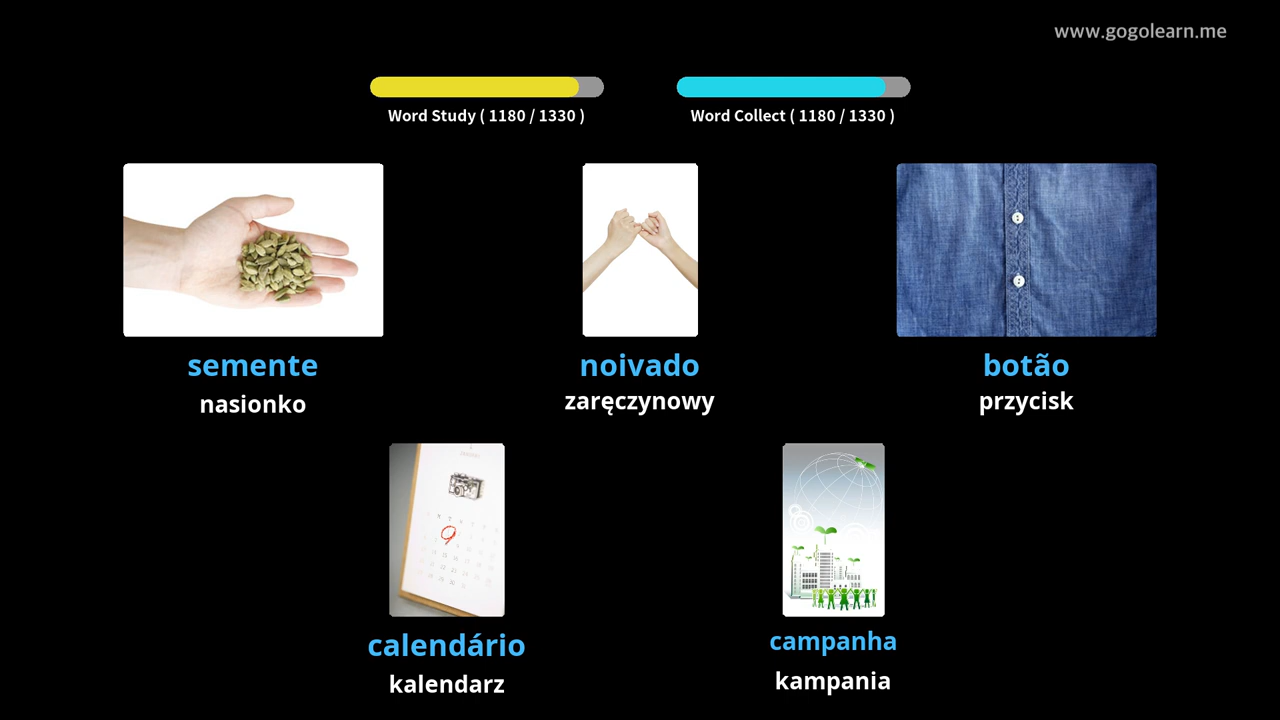 www.gogolearn.me
Word Study ( 1180 / 1330 )
Word Collect ( 1180 / 1330 )
semente
nasionko
noivado
zaręczynowy
botão
przycisk
calendário
kalendarz
campanha
kampania